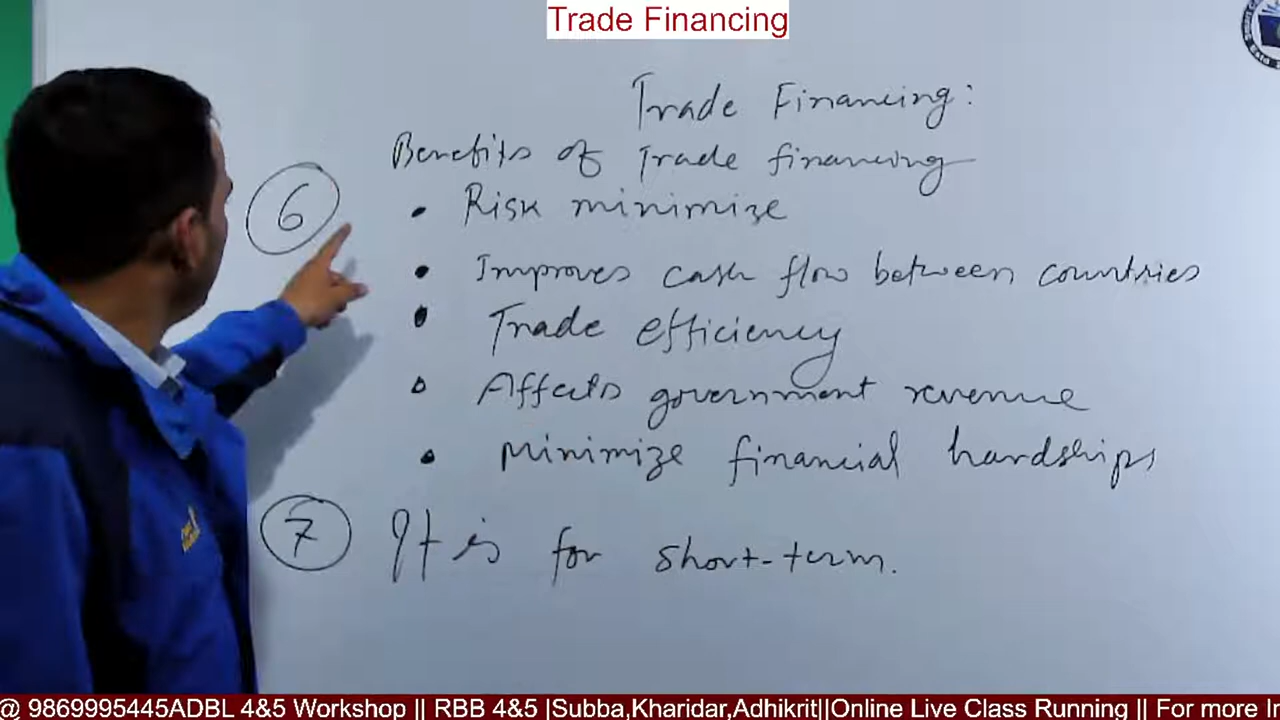 Trade Financing
Trade Financing:
Benefits of Trade financing
6
• Risk minimize
• Improves cash flow between countries
• Trade efficiency
• Affects government revenue
• Minimize financial hardships
7 It is for short-term.
@ 9869995445ADBL 4&5 Workshop || RBB 4&5 |Subba,Kharidar,Adhikrit||Online Live Class Running || For more